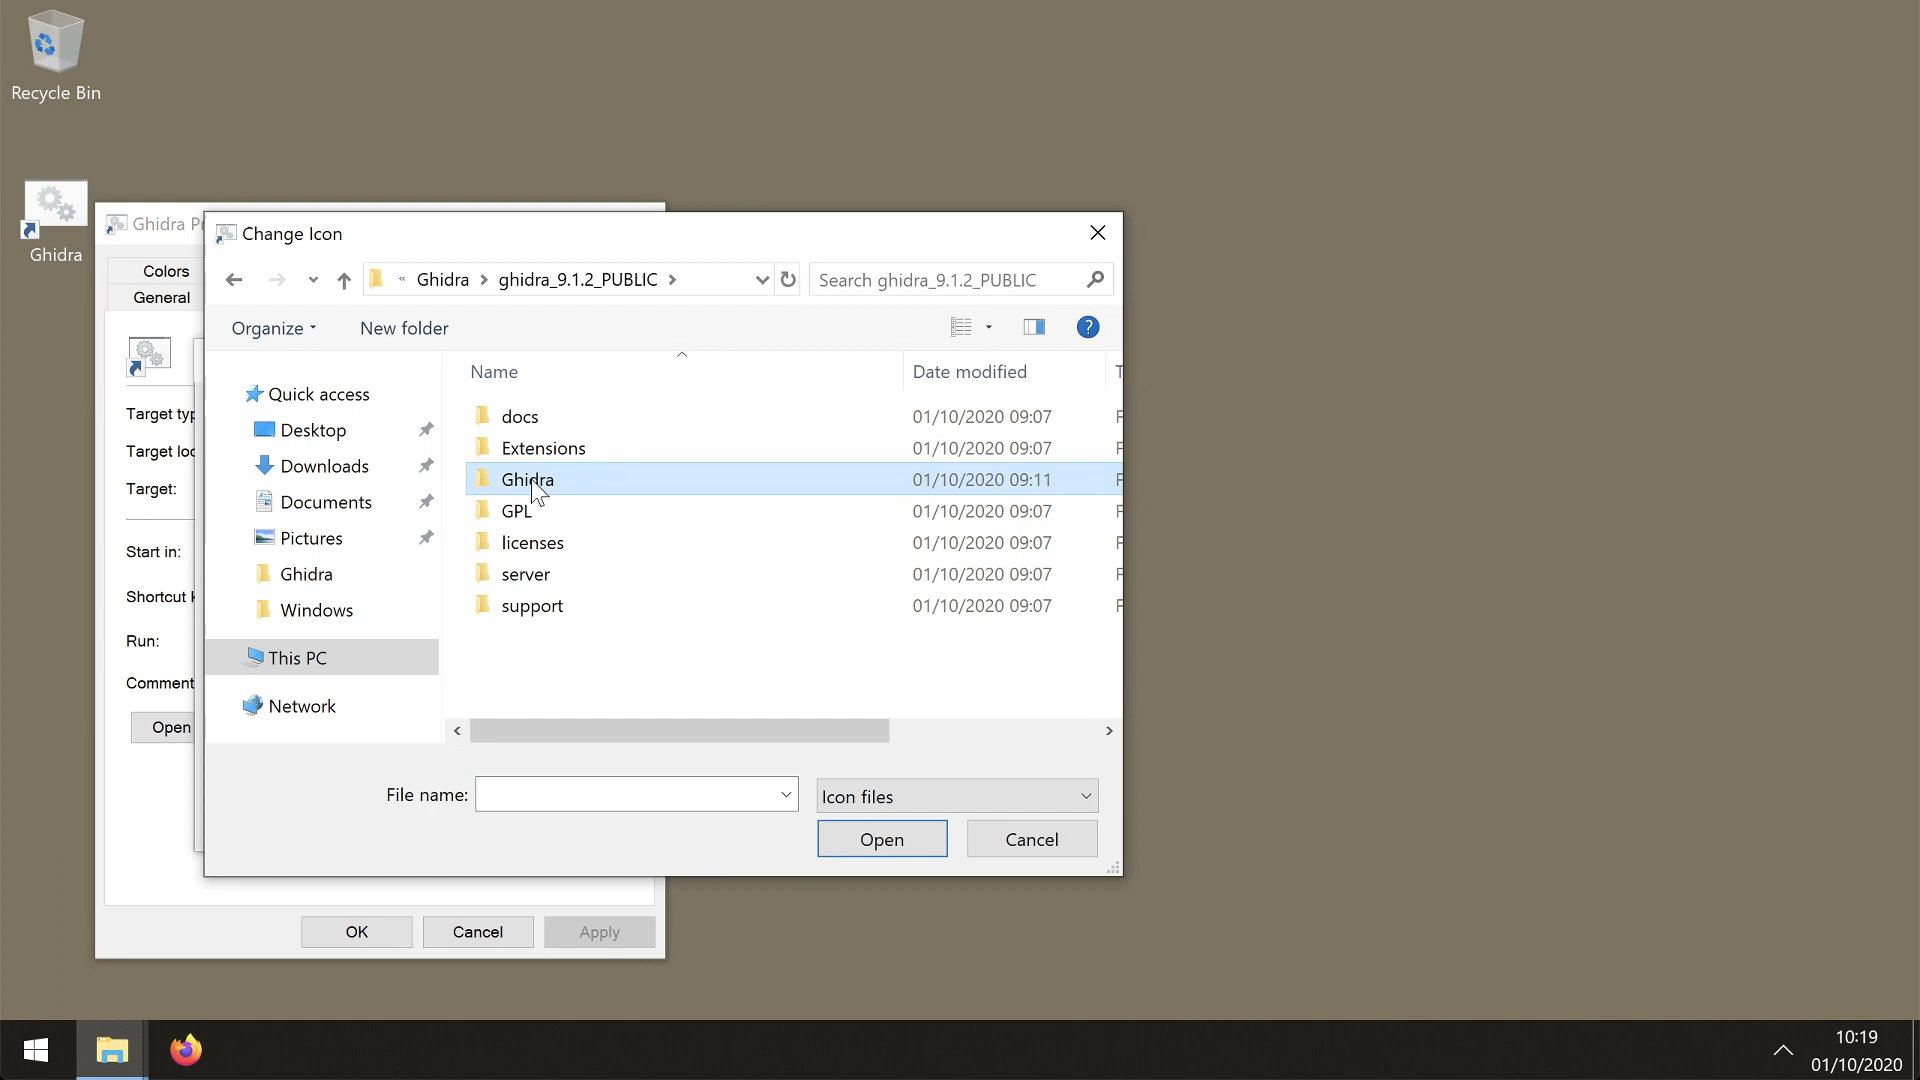 Recycle Bin
Ghidra
Ghidra P
Colors
General
Target typ
Target loc
Target:
Start in:
Shortcut k
Run:
Comment
Open
OK
Cancel
Apply
Change Icon
« Ghidra > ghidra_9.1.2_PUBLIC >
Search ghidra_9.1.2_PUBLIC
Organize
New folder
?
Quick access
Desktop
Downloads
Documents
Pictures
Ghidra
Windows
This PC
Network
Name Date modified T
docs 01/10/2020 09:07 F
Extensions 01/10/2020 09:07 F
Ghidra 01/10/2020 09:11 F
GPL 01/10/2020 09:07 F
licenses 01/10/2020 09:07 F
server 01/10/2020 09:07 F
support 01/10/2020 09:07 F
File name:
Icon files
Open
Cancel
10:19
01/10/2020